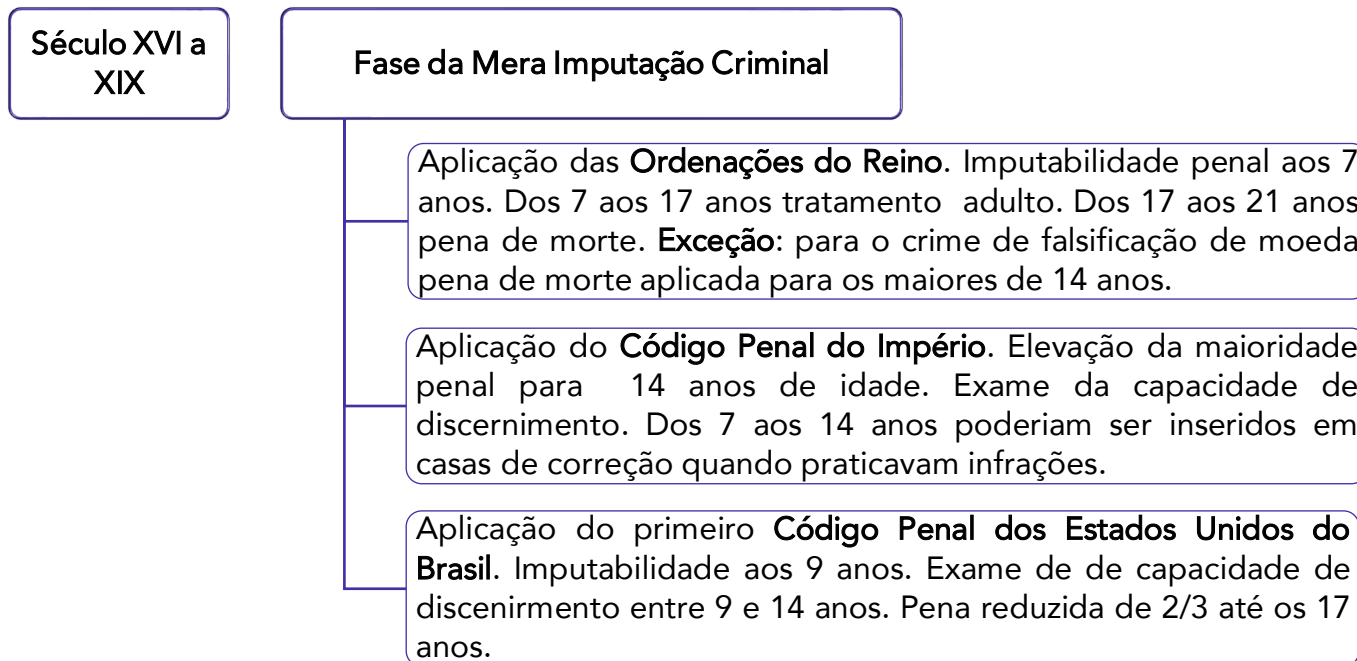 Século XVI a
XIX
Fase da Mera Imputação Criminal
Aplicação das Ordenações do Reino. Imputabilidade penal aos 7
anos. Dos 7 aos 17 anos tratamento adulto. Dos 17 aos 21 anos
pena de morte. Exceção: para o crime de falsificação de moeda
pena de morte aplicada para os maiores de 14 anos.
Aplicação do Código Penal do Império. Elevação da maioridade
penal para 14 anos de idade. Exame da capacidade de
discernimento. Dos 7 aos 14 anos poderiam ser inseridos em
casas de correção quando praticavam infrações.
Aplicação do primeiro Código Penal dos Estados Unidos do
Brasil. Imputabilidade aos 9 anos. Exame de de capacidade de
discenirmento entre 9 e 14 anos. Pena reduzida de 2/3 até os 17
anos.